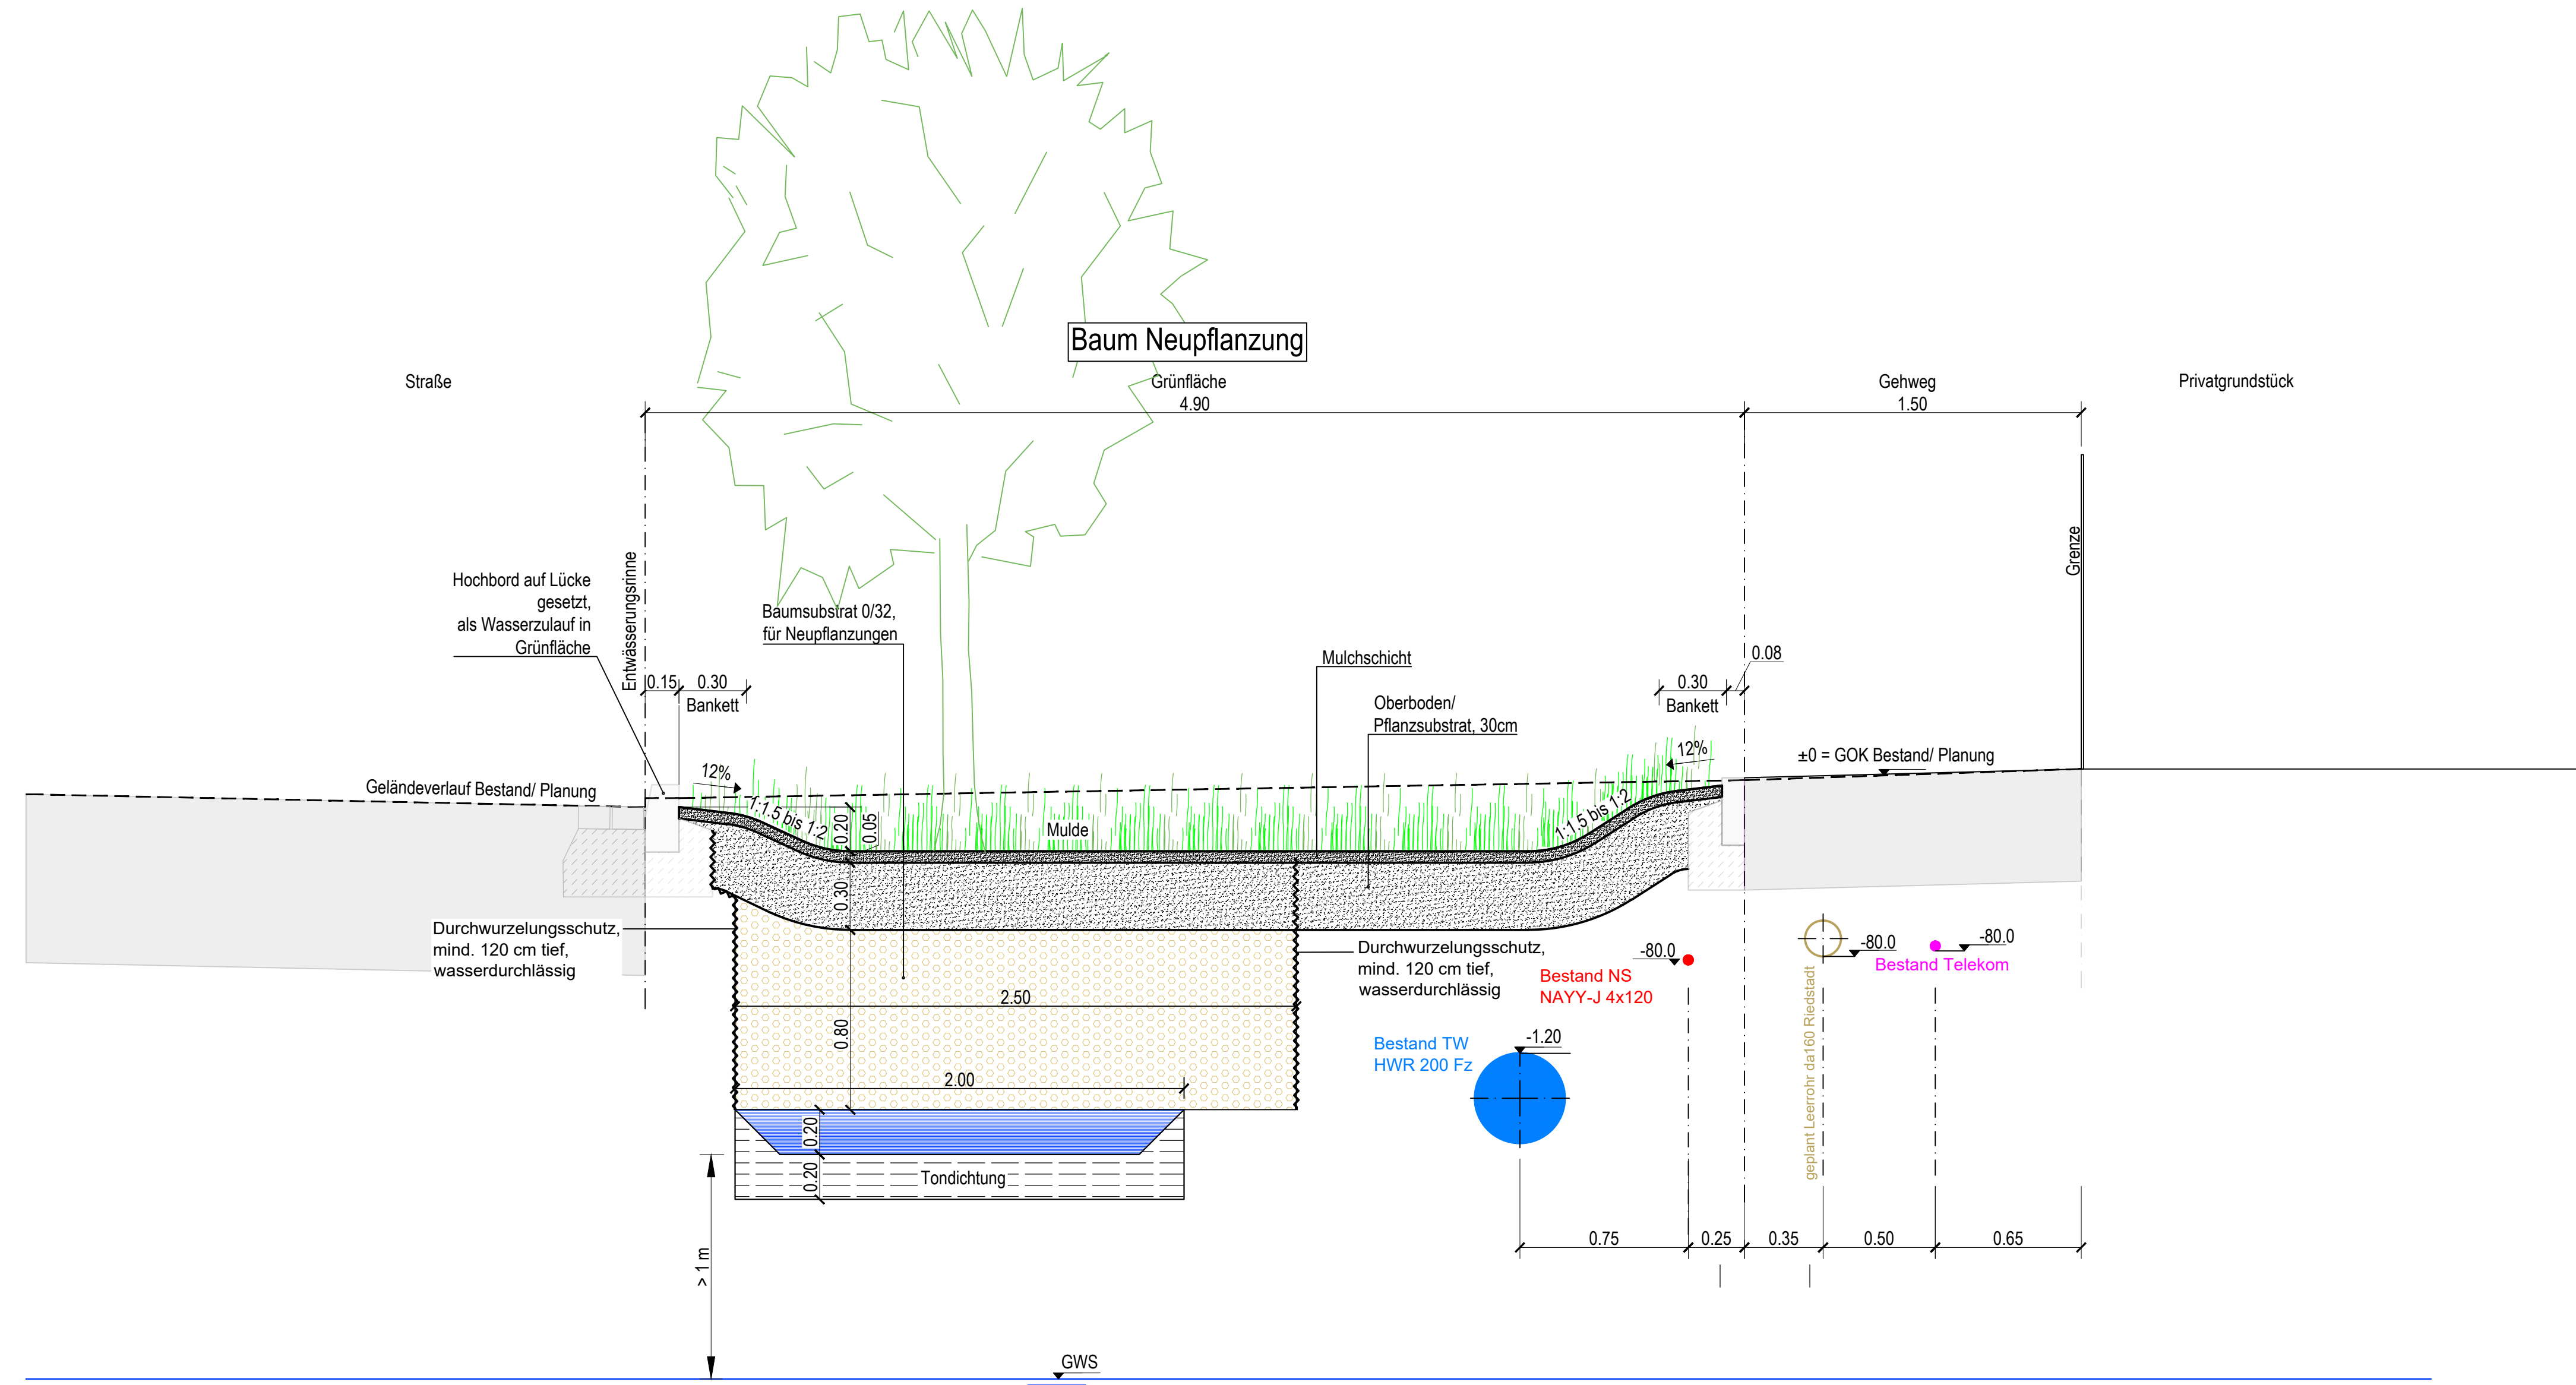 Baum Neupflanzung
Straße
Grünfläche
Gehweg
Privatgrundstück
4.90
1.50
Entwässerungsrinne
Grenze
Hochbord auf Lücke
gesetzt,
als Wasserzulauf in
Grünfläche
Baumsubstrat 0/32,
für Neupflanzungen
Mulchschicht
Oberboden/
Pflanzsubstrat, 30cm
0.15
0.30
Bankett
0.30
Bankett
0.08
12%
12%
±0 = GOK Bestand/ Planung
Geländeverlauf Bestand/ Planung
1:1.5 bis 1:2
0.20
0.05
Mulde
1:1.5 bis 1:2
0.30
Durchwurzelungsschutz,
mind. 120 cm tief,
wasserdurchlässig
Durchwurzelungsschutz,
mind. 120 cm tief,
wasserdurchlässig
-80.0
Bestand NS
NAYY-J 4x120
-80.0
-80.0
Bestand Telekom
geplant Leerrohr da160 Riedstadt
2.50
0.80
Bestand TW
HWR 200 Fz
-1.20
2.00
0.20
0.20
Tondichtung
> 1 m
0.75
0.25
0.35
0.50
0.65
GWS